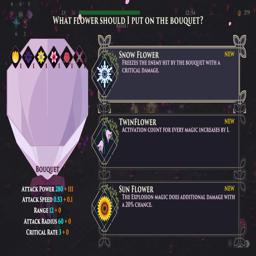 What flower should I put on the bouquet?
Snow Flower
NEW
Freezes the enemy hit by the bouquet with a
critical damage.
TwinFlower
NEW
Activation count for every magic increases by 1.
Sun Flower
NEW
The Explosion magic does additional damage with
a 20% chance.
Bouquet
Attack Power 280 + 111
Attack Speed 0.53 + 0.1
Range 12 + 0
Attack Radius 60 + 0
Critical Rate 3 + 0